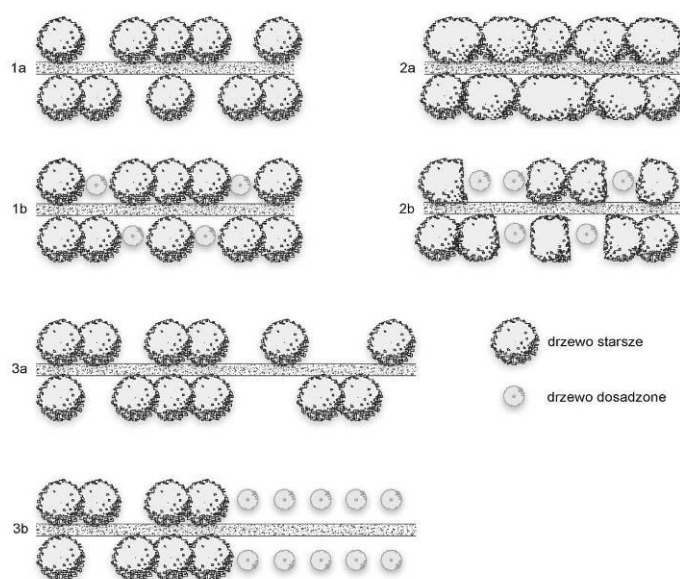 1a
2a
1b
2b
3a
drzewo starsze
drzewo dosadzone
3b